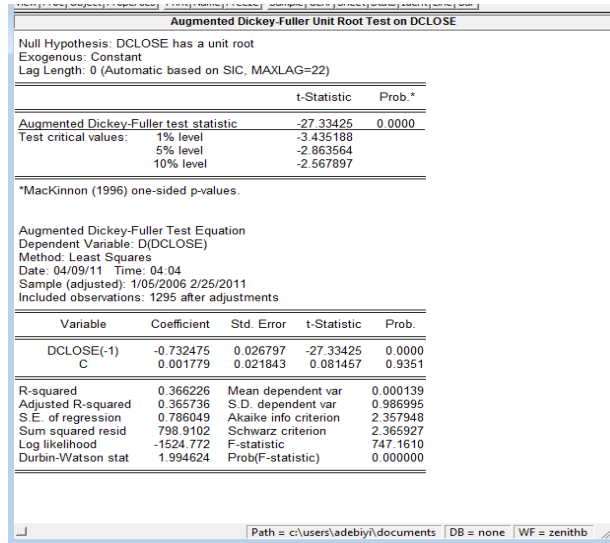 Augmented Dickey-Fuller Unit Root Test on DCLOSE
Null Hypothesis: DCLOSE has a unit root
Exogenous: Constant
Lag Length: 0 (Automatic based on SIC, MAXLAG=22)
t-Statistic Prob.*
Augmented Dickey-Fuller test statistic -27.33425 0.0000
Test critical values: 1% level -3.435188
5% level -2.863564
10% level -2.567897
*MacKinnon (1996) one-sided p-values.
Augmented Dickey-Fuller Test Equation
Dependent Variable: D(DCLOSE)
Method: Least Squares
Date: 04/09/11 Time: 04:04
Sample (adjusted): 1/05/2006 2/25/2011
Included observations: 1295 after adjustments
Variable Coefficient Std. Error t-Statistic Prob.
DCLOSE(-1) -0.732475 0.026797 -27.33425 0.0000
C 0.001779 0.021843 0.081457 0.9351
R-squared 0.366226 Mean dependent var 0.000139
Adjusted R-squared 0.365736 S.D. dependent var 0.986995
S.E. of regression 0.786049 Akaike info criterion 2.357948
Sum squared resid 798.9102 Schwarz criterion 2.365927
Log likelihood -1524.772 F-statistic 747.1610
Durbin-Watson stat 1.994624 Prob(F-statistic) 0.000000
Path = c:\users\adebiyi\documents DB = none WF = zenithb